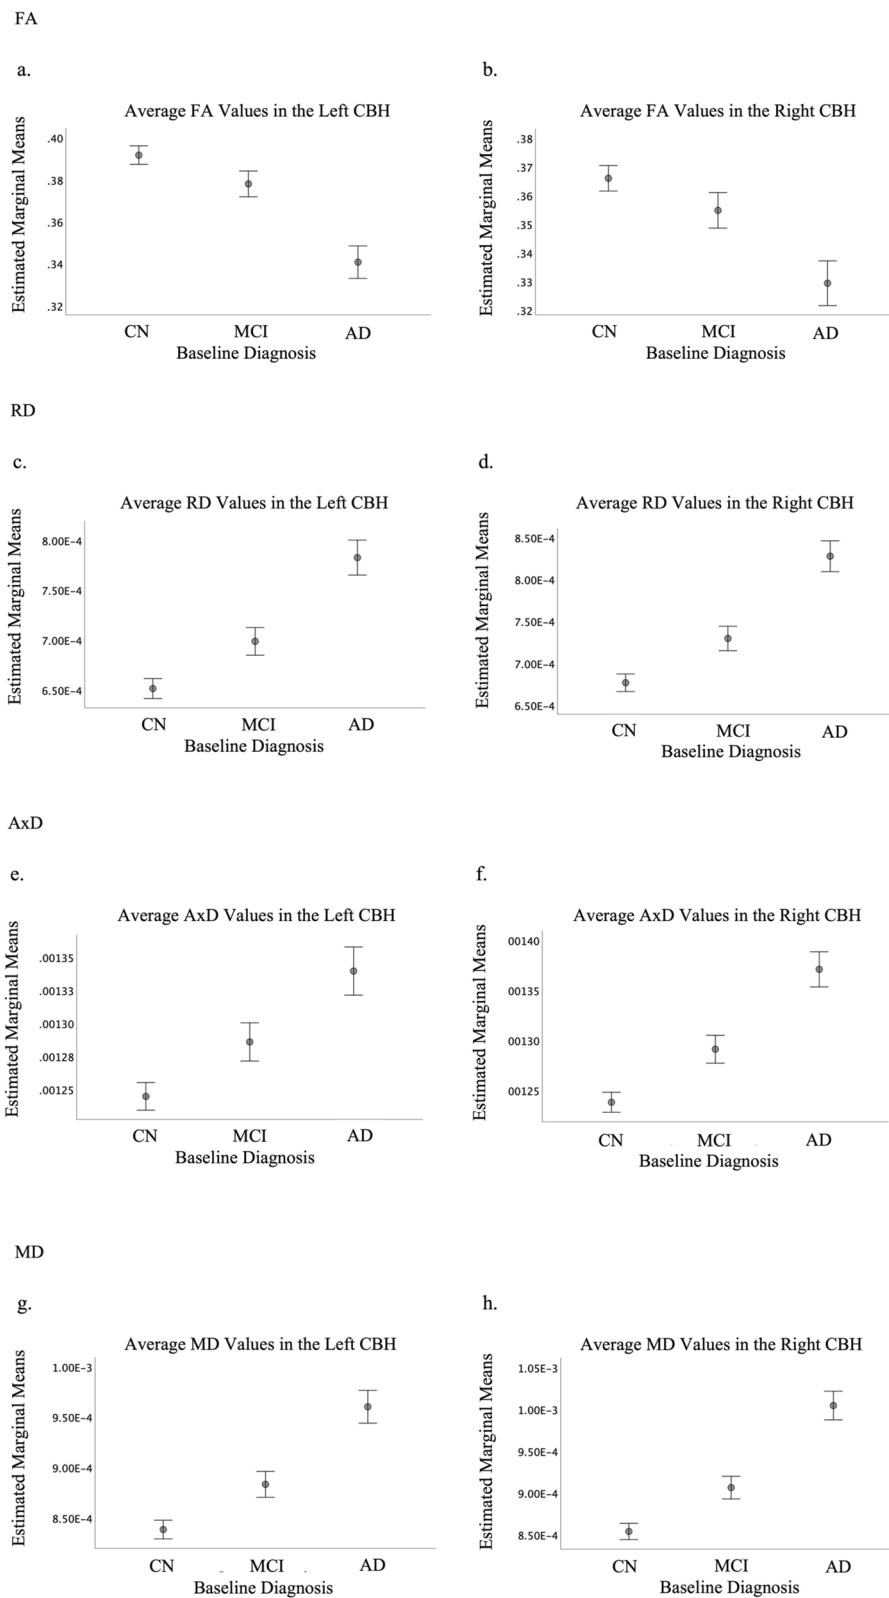 FA
a.
b.
Average FA Values in the Left CBH
Estimated Marginal Means
.40
.38
.36
.34
.32
CN MCI AD
Baseline Diagnosis
Average FA Values in the Right CBH
Estimated Marginal Means
.38
.37
.36
.35
.34
.33
.32
CN MCI AD
Baseline Diagnosis
RD
c.
d.
Average RD Values in the Left CBH
Estimated Marginal Means
8.00E-4
7.50E-4
7.00E-4
6.50E-4
CN MCI AD
Baseline Diagnosis
Average RD Values in the Right CBH
Estimated Marginal Means
8.50E-4
8.00E-4
7.50E-4
7.00E-4
6.50E-4
CN MCI AD
Baseline Diagnosis
AxD
e.
f.
Average AxD Values in the Left CBH
Estimated Marginal Means
.00135
.00133
.00130
.00128
.00125
CN MCI AD
Baseline Diagnosis
Average AxD Values in the Right CBH
Estimated Marginal Means
00140
00135
00130
00125
CN MCI AD
Baseline Diagnosis
MD
g.
h.
Average MD Values in the Left CBH
Estimated Marginal Means
1.00E-3
9.50E-4
9.00E-4
8.50E-4
CN MCI AD
Baseline Diagnosis
Average MD Values in the Right CBH
Estimated Marginal Means
1.05E-3
1.00E-3
9.50E-4
9.00E-4
8.50E-4
CN MCI AD
Baseline Diagnosis